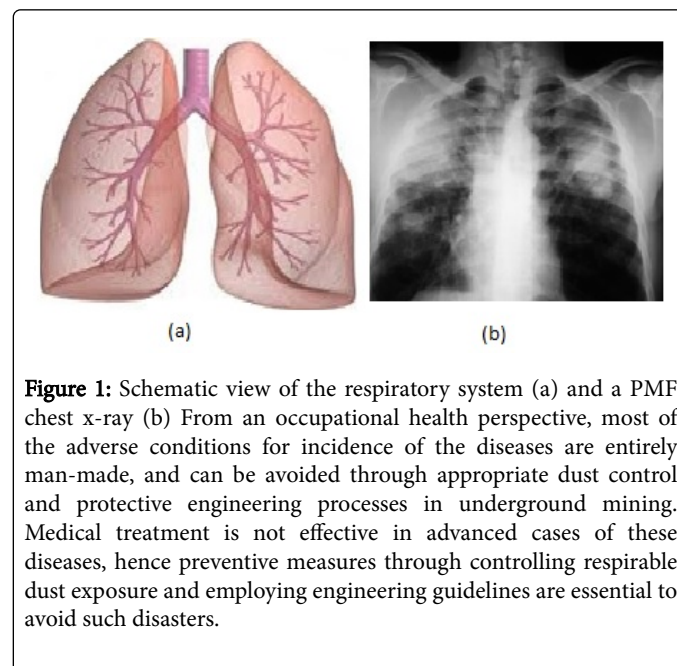 (a)
(b)
Figure 1: Schematic view of the respiratory system (a) and a PMF
chest x-ray (b) From an occupational health perspective, most of
the adverse conditions for incidence of the diseases are entirely
man-made, and can be avoided through appropriate dust control
and protective engineering processes in underground mining.
Medical treatment is not effective in advanced cases of these
diseases, hence preventive measures through controlling respirable
dust exposure and employing engineering guidelines are essential to
avoid such disasters.